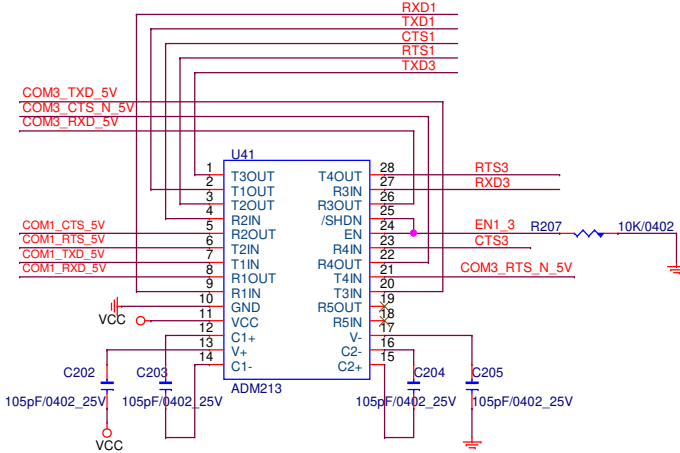 RXD1
TXD1
CTS1
RTS1
TXD3
COM3_TXD_5V
COM3_CTS_N_5V
COM3_RXD_5V
U41
1 T3OUT T4OUT 28 RTS3
2 T1OUT R3IN 27 RXD3
3 T2OUT R3OUT 26
4 R2IN /SHDN 25
COM1_CTS_5V 5 R2OUT EN 24 EN1_3 R207 10K/0402
COM1_RTS_5V 6 T2IN R4IN 23 CTS3
COM1_TXD_5V 7 T1IN R4OUT 22
COM1_RXD_5V 8 R1OUT T4IN 21 COM3_RTS_N_5V
9 R1IN T3IN 20
10 GND R5OUT 19
VCC 11 VCC R5IN 18
12 C1+ V- 17
13 V+ C2- 16
14 C1- C2+ 15
C202 C203 C204 C205
ADM213
105pF/0402_25V 105pF/0402_25V 105pF/0402_25V 105pF/0402_25V
VCC